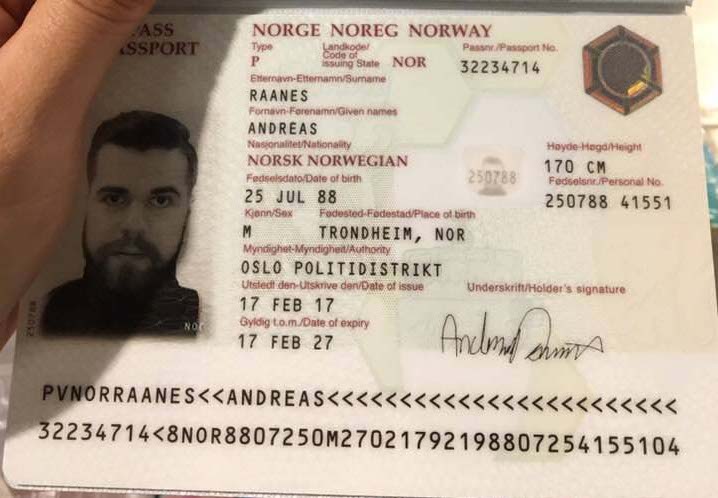 PASS
PASSPORT
NORGE NOREG NORWAY
Type
Landkode/
Code of
issuing State
Passnr./Passport No.
P NOR 32234714
Etternavn-Etternamn/Surname
RAANES
Fornavn-Førenamn/Given names
ANDREAS
Nasjonalitet/Nationality
NORSK NORWEGIAN
Høyde-Høgd/Height
170 CM
250788
Fødselsdato/Date of birth
Fødselsnr./Personal No.
25 JUL 88
250788 41551
Kjønn/Sex Fødested-Fødestad/Place of birth
M TRONDHEIM, NOR
Myndighet-Myndigheit/Authority
OSLO POLITIDISTRIKT
Utstedt den-Utskrive den/Date of issue Underskrift/Holder's signature
17 FEB 17
Gyldig t.o.m./Date of expiry
17 FEB 27
250788
NOR
PVNORRAANES<<ANDREAS<<<<<<<<<<<<<<<<<<<<<<<<
32234714<8NOR8807250M27021792198807254155104